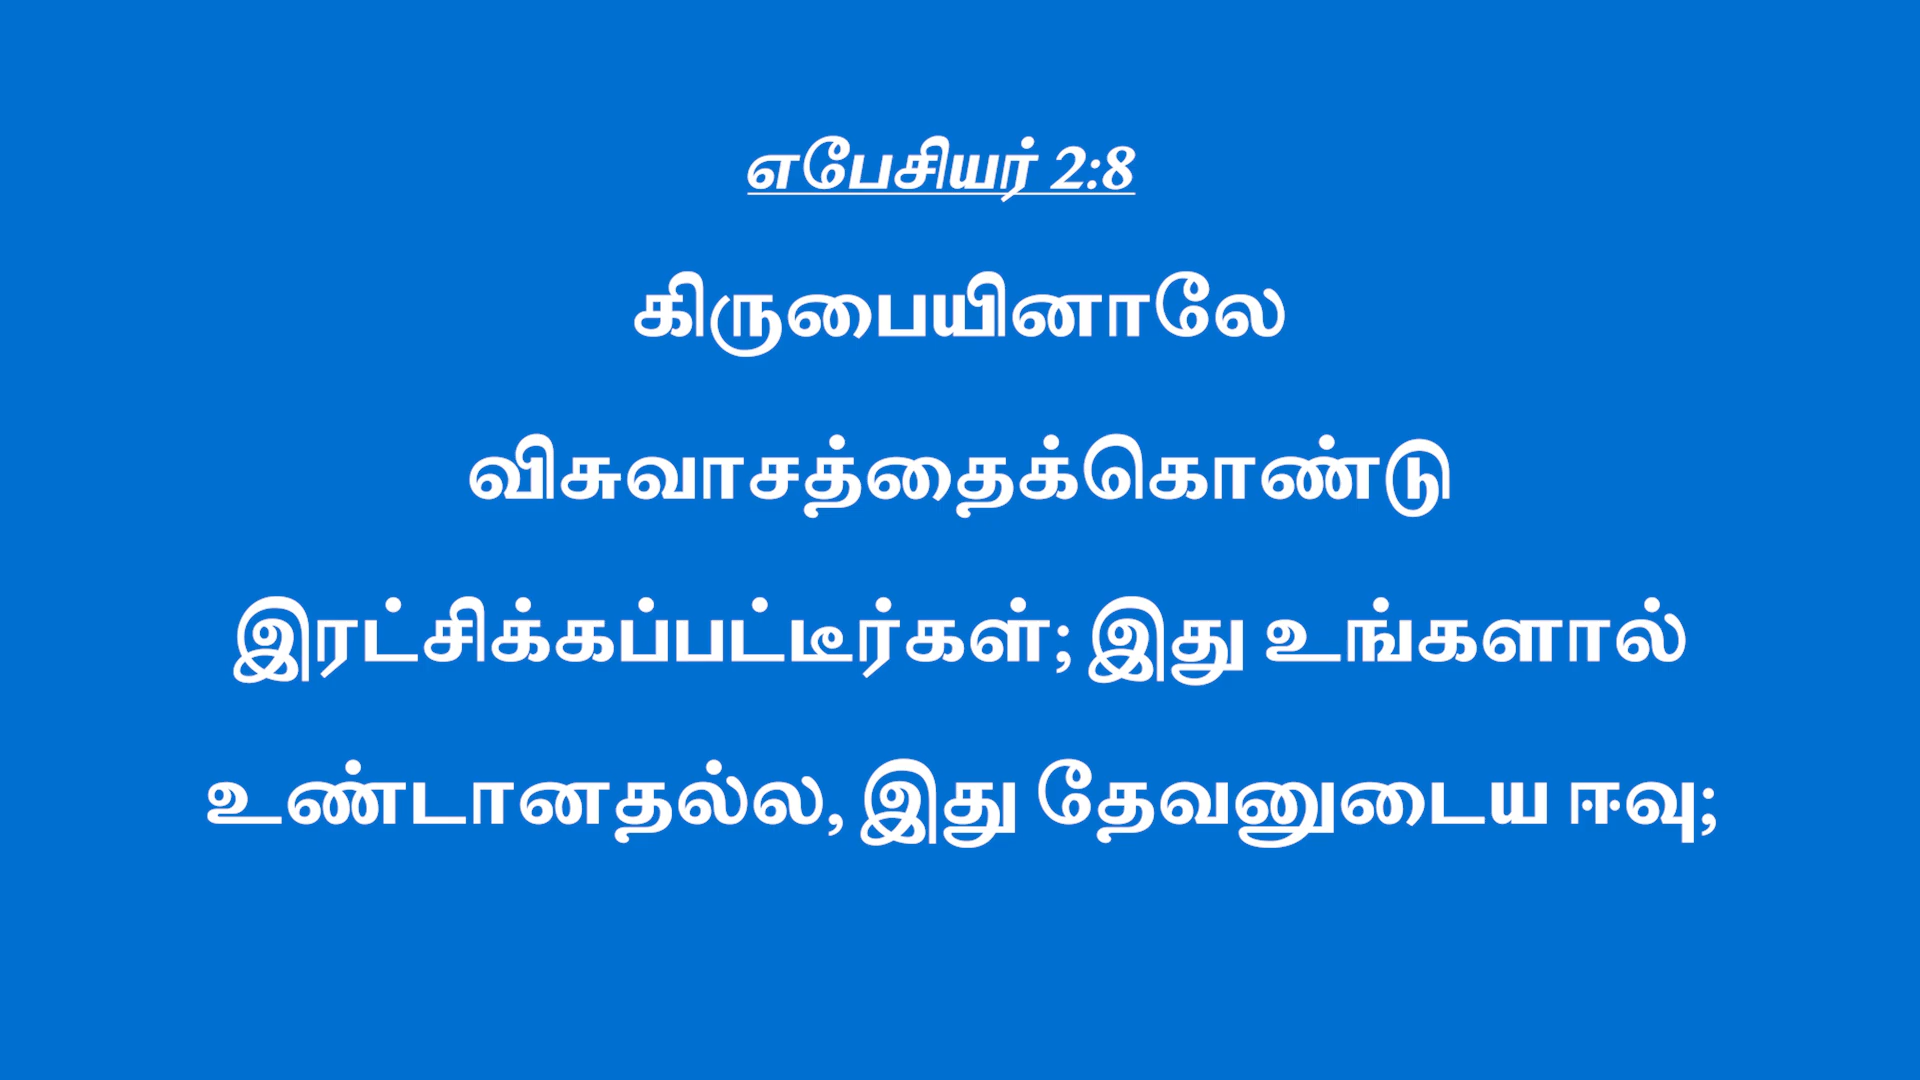 எபேசியர் 2:8
கிருபையினாலே
விசுவாசத்தைக்கொண்டு
இரட்சிக்கப்பட்டீர்கள்; இது உங்களால்
உண்டானதல்ல, இது தேவனுடைய ஈவு;